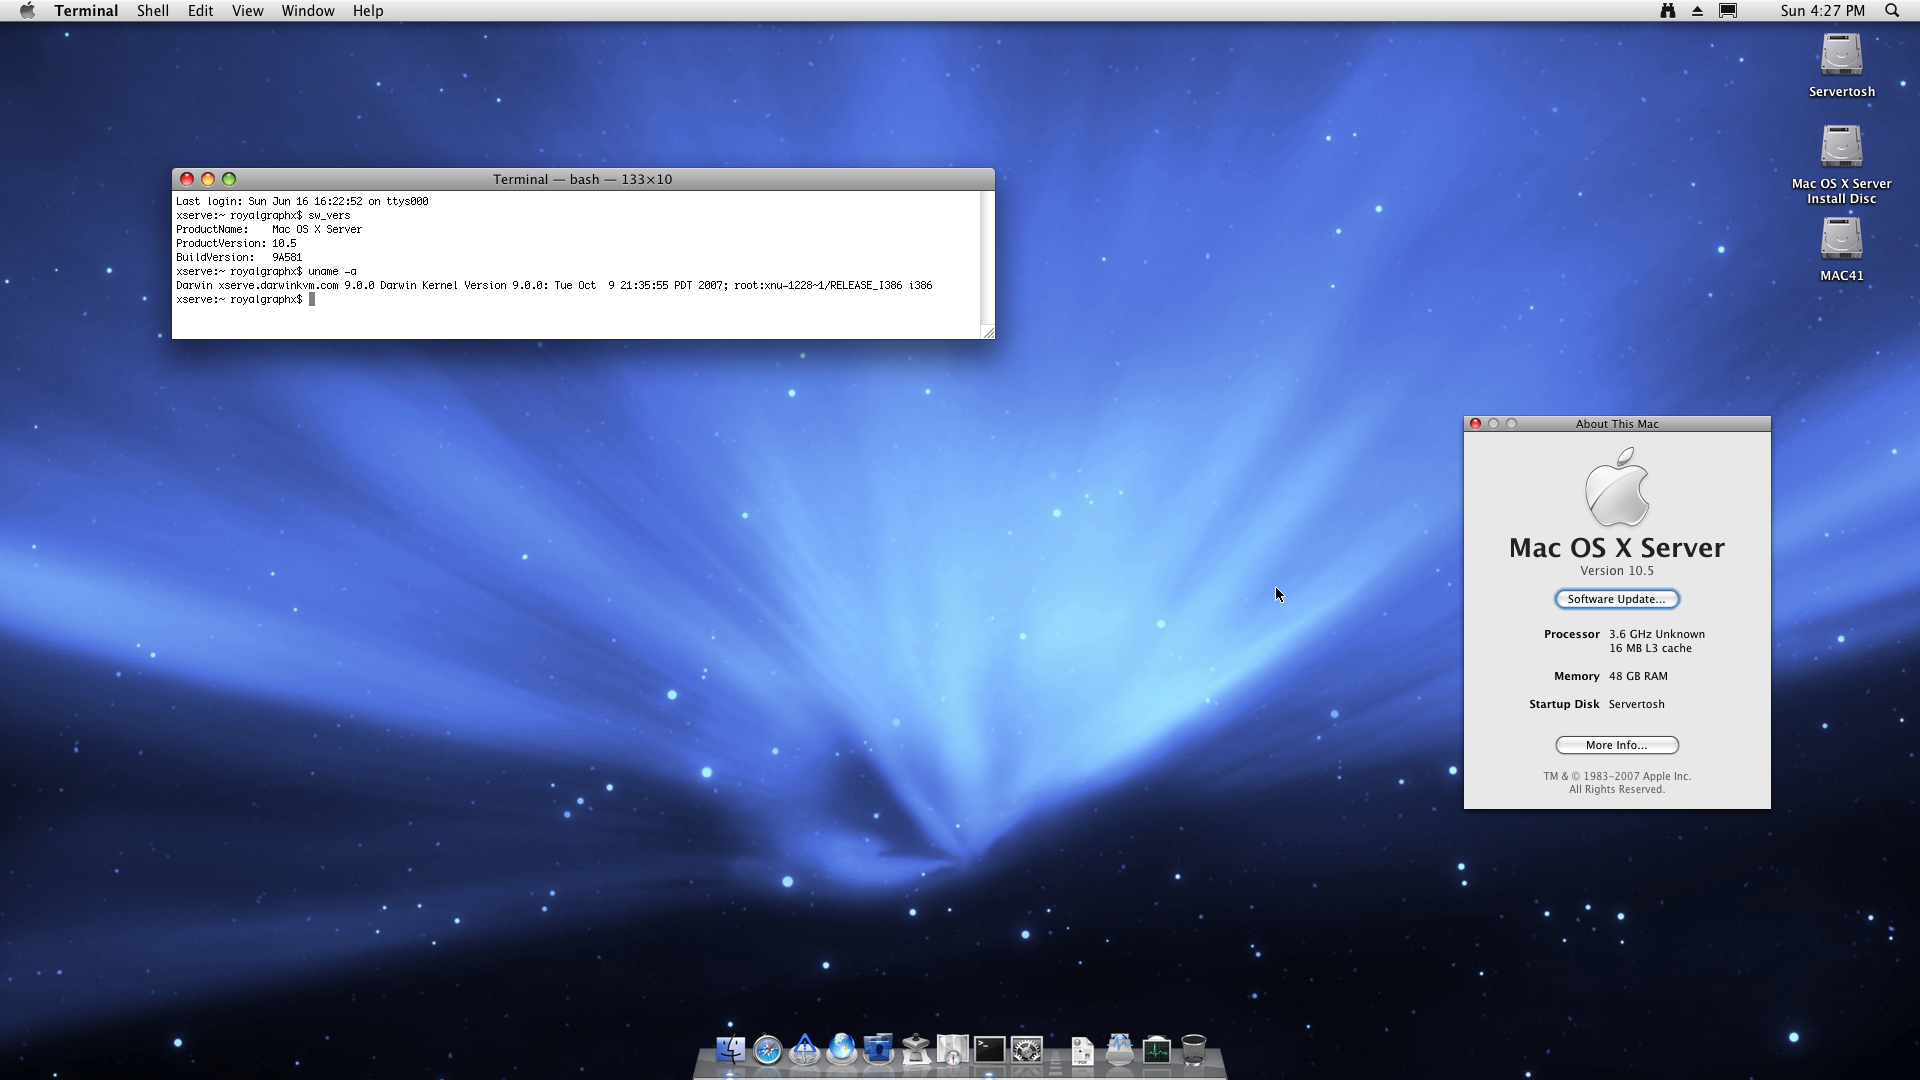 Terminal Shell Edit View Window Help
Sun 4:27 PM
Servertosh
Mac OS X Server
Install Disc
MAC41
Terminal — bash — 133×10
Last login: Sun Jun 16 16:22:52 on ttys000
xserve:~ royalgraphx$ sw_vers
ProductName:    Mac OS X Server
ProductVersion: 10.5
BuildVersion:   9A581
xserve:~ royalgraphx$ uname -a
Darwin xserve.darwinkvm.com 9.0.0 Darwin Kernel Version 9.0.0: Tue Oct  9 21:35:55 PDT 2007; root:xnu-1228~1/RELEASE_I386 i386
xserve:~ royalgraphx$
About This Mac
Mac OS X Server
Version 10.5
Software Update...
Processor 3.6 GHz Unknown
16 MB L3 cache
Memory 48 GB RAM
Startup Disk Servertosh
More Info...
TM & © 1983-2007 Apple Inc.
All Rights Reserved.